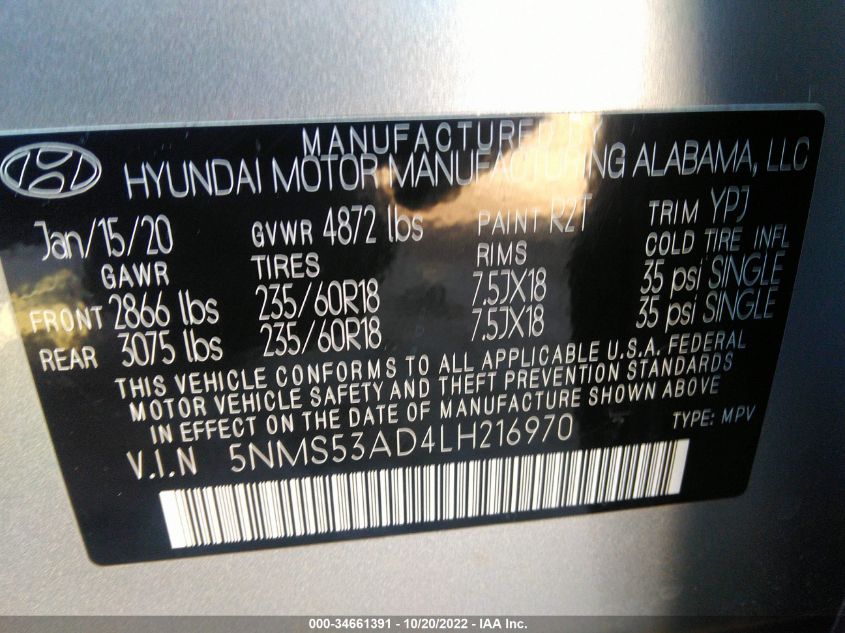 MANUFACTURED BY
HYUNDAI MOTOR MANUFACTURING ALABAMA, LLC
Jan/15/20 GVWR 4872 lbs PAINT R2T TRIM YPJ
GAWR TIRES RIMS COLD TIRE INFL
FRONT 2866 lbs 235/60R18 7.5JX18 35 psi SINGLE
REAR 3075 lbs 235/60R18 7.5JX18 35 psi SINGLE
THIS VEHICLE CONFORMS TO ALL APPLICABLE U.S.A. FEDERAL
MOTOR VEHICLE SAFETY AND THEFT PREVENTION STANDARDS
IN EFFECT ON THE DATE OF MANUFACTURE SHOWN ABOVE
V.I.N 5NMS53AD4LH216970 TYPE: MPV
000-34661391 - 10/20/2022 - IAA Inc.